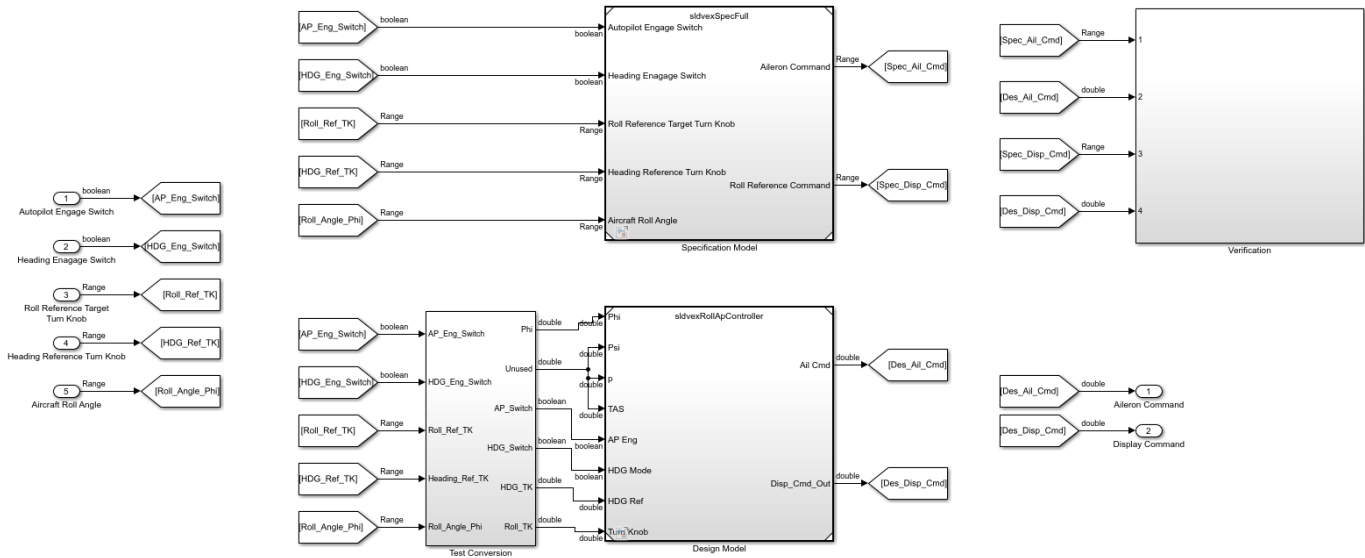 boolean
1
[AP_Eng_Switch]
Autopilot Engage Switch
boolean
2
[HDG_Eng_Switch]
Heading Enagage Switch
Range
3
[Roll_Ref_TK]
Roll Reference Target
Turn Knob
Range
4
[HDG_Ref_TK]
Heading Reference Turn Knob
Range
5
[Roll_Angle_Phi]
Aircraft Roll Angle
[AP_Eng_Switch]
boolean
boolean
[HDG_Eng_Switch]
boolean
boolean
[Roll_Ref_TK]
Range
Range
[HDG_Ref_TK]
Range
Range
[Roll_Angle_Phi]
Range
Range
sldvexSpecFull
Autopilot Engage Switch
Heading Enagage Switch
Roll Reference Target Turn Knob
Heading Reference Turn Knob
Aircraft Roll Angle
Aileron Command
Roll Reference Command
Specification Model
Range
[Spec_Ail_Cmd]
Range
[Spec_Disp_Cmd]
[Spec_Ail_Cmd]
Range
1
[Des_Ail_Cmd]
double
2
[Spec_Disp_Cmd]
Range
3
[Des_Disp_Cmd]
double
4
Verification
[AP_Eng_Switch]
boolean
[HDG_Eng_Switch]
boolean
[Roll_Ref_TK]
Range
[HDG_Ref_TK]
Range
[Roll_Angle_Phi]
Range
AP_Eng_Switch
HDG_Eng_Switch
Roll_Ref_TK
Heading_Ref_TK
Roll_Angle_Phi
Phi
Unused
AP_Switch
HDG_Switch
HDG_TK
Roll_TK
Test Conversion
double
double
double
double
double
double
boolean
boolean
boolean
boolean
double
double
double
double
sldvexRollApController
Phi
Psi
p
TAS
AP Eng
HDG Mode
HDG Ref
Turn Knob
Ail Cmd
Disp_Cmd_Out
Design Model
double
[Des_Ail_Cmd]
double
[Des_Disp_Cmd]
[Des_Ail_Cmd]
double
1
Aileron Command
[Des_Disp_Cmd]
double
2
Display Command